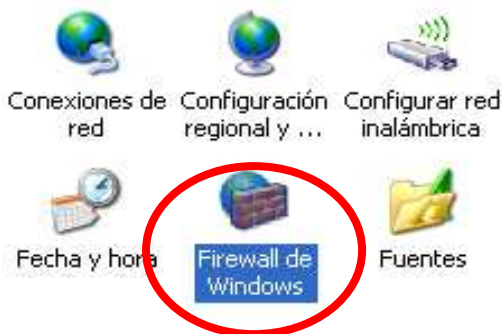 Conexiones de Configuración Configurar red
red regional y ... inalámbrica
Fecha y hora Firewall de Fuentes
Windows